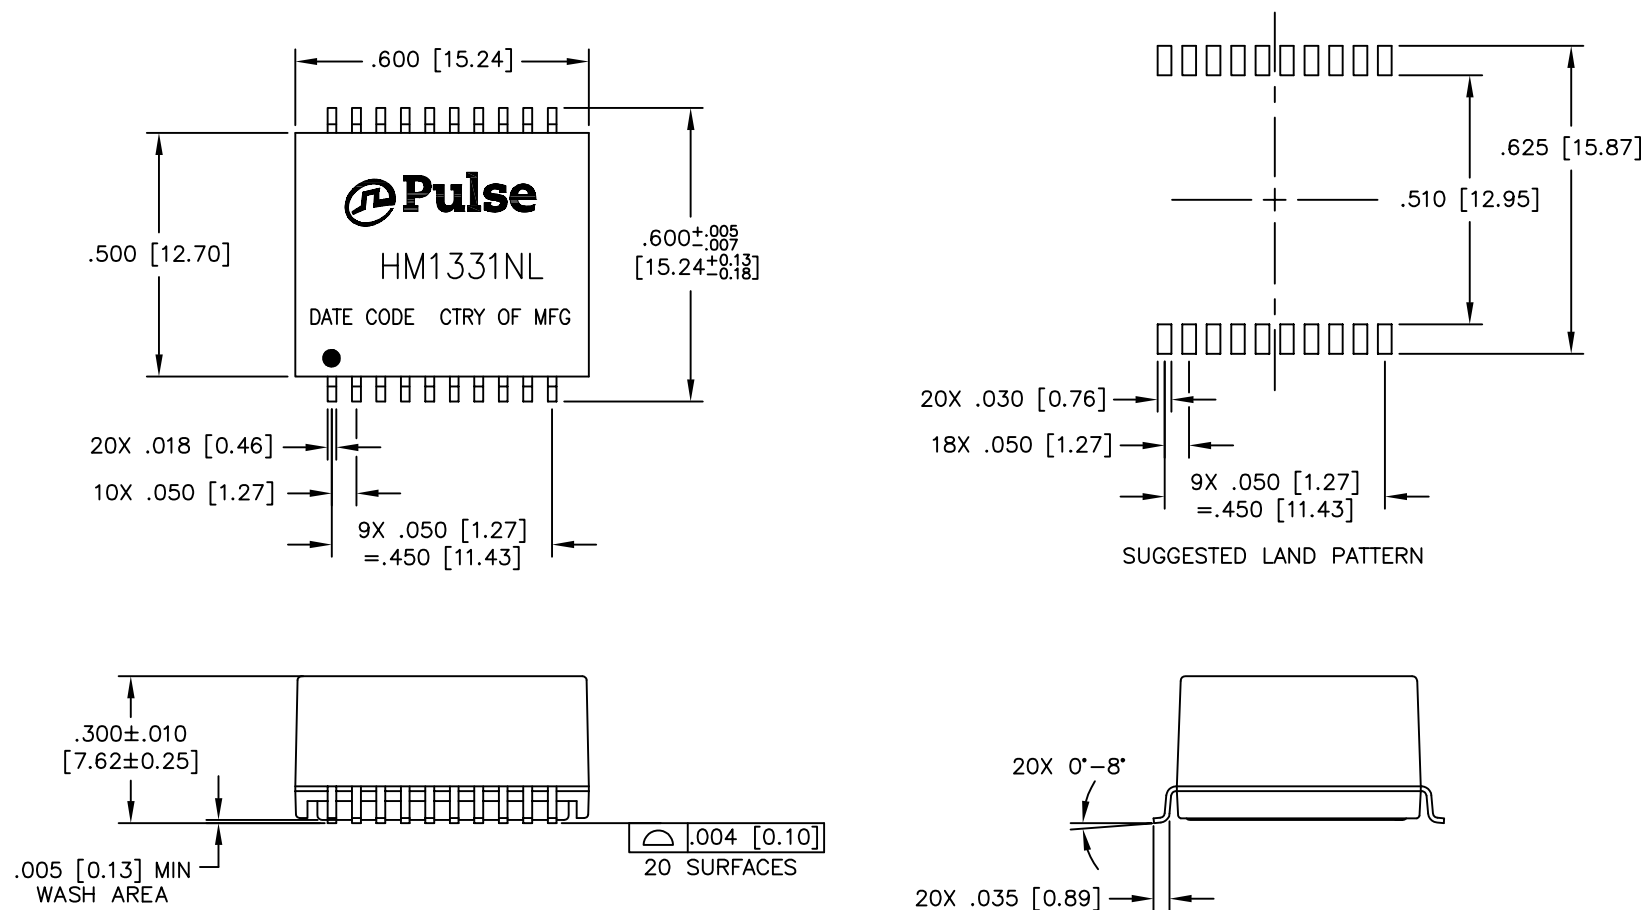 .600 [15.24]
.625 [15.87]
.510 [12.95]
Pulse
.500 [12.70]
HM1331NL
.600+.005
-.007
[15.24+0.13
-0.18]
DATE CODE CTRY OF MFG
20X .030 [0.76]
20X .018 [0.46]
18X .050 [1.27]
10X .050 [1.27]
9X .050 [1.27]
=.450 [11.43]
9X .050 [1.27]
=.450 [11.43]
SUGGESTED LAND PATTERN
.300±.010
[7.62±0.25]
20X 0°-8°
.004 [0.10]
20 SURFACES
.005 [0.13] MIN
WASH AREA
20X .035 [0.89]